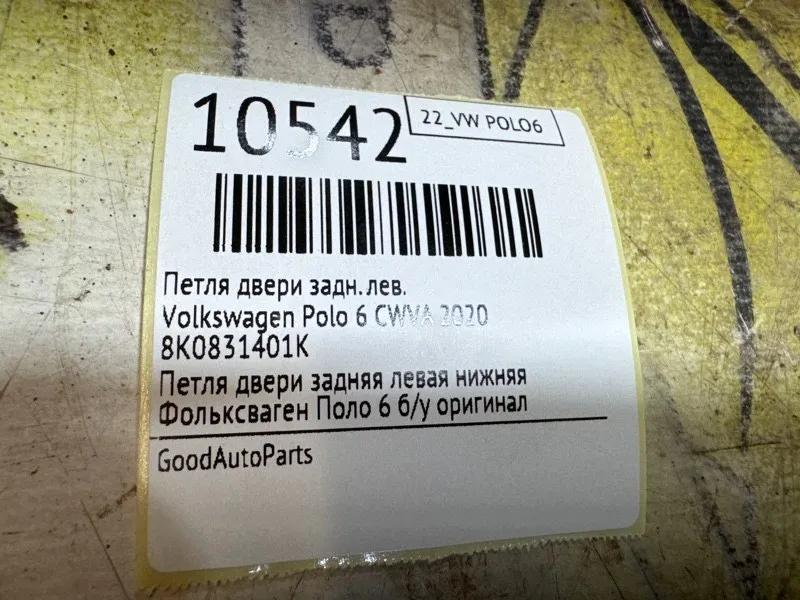 10542
22_VW POLO6
Петля двери задн.лев.
Volkswagen Polo 6 CWVA 2020
8K0831401K
Петля двери задняя левая нижняя
Фольксваген Поло 6 б/у оригинал
GoodAutoParts